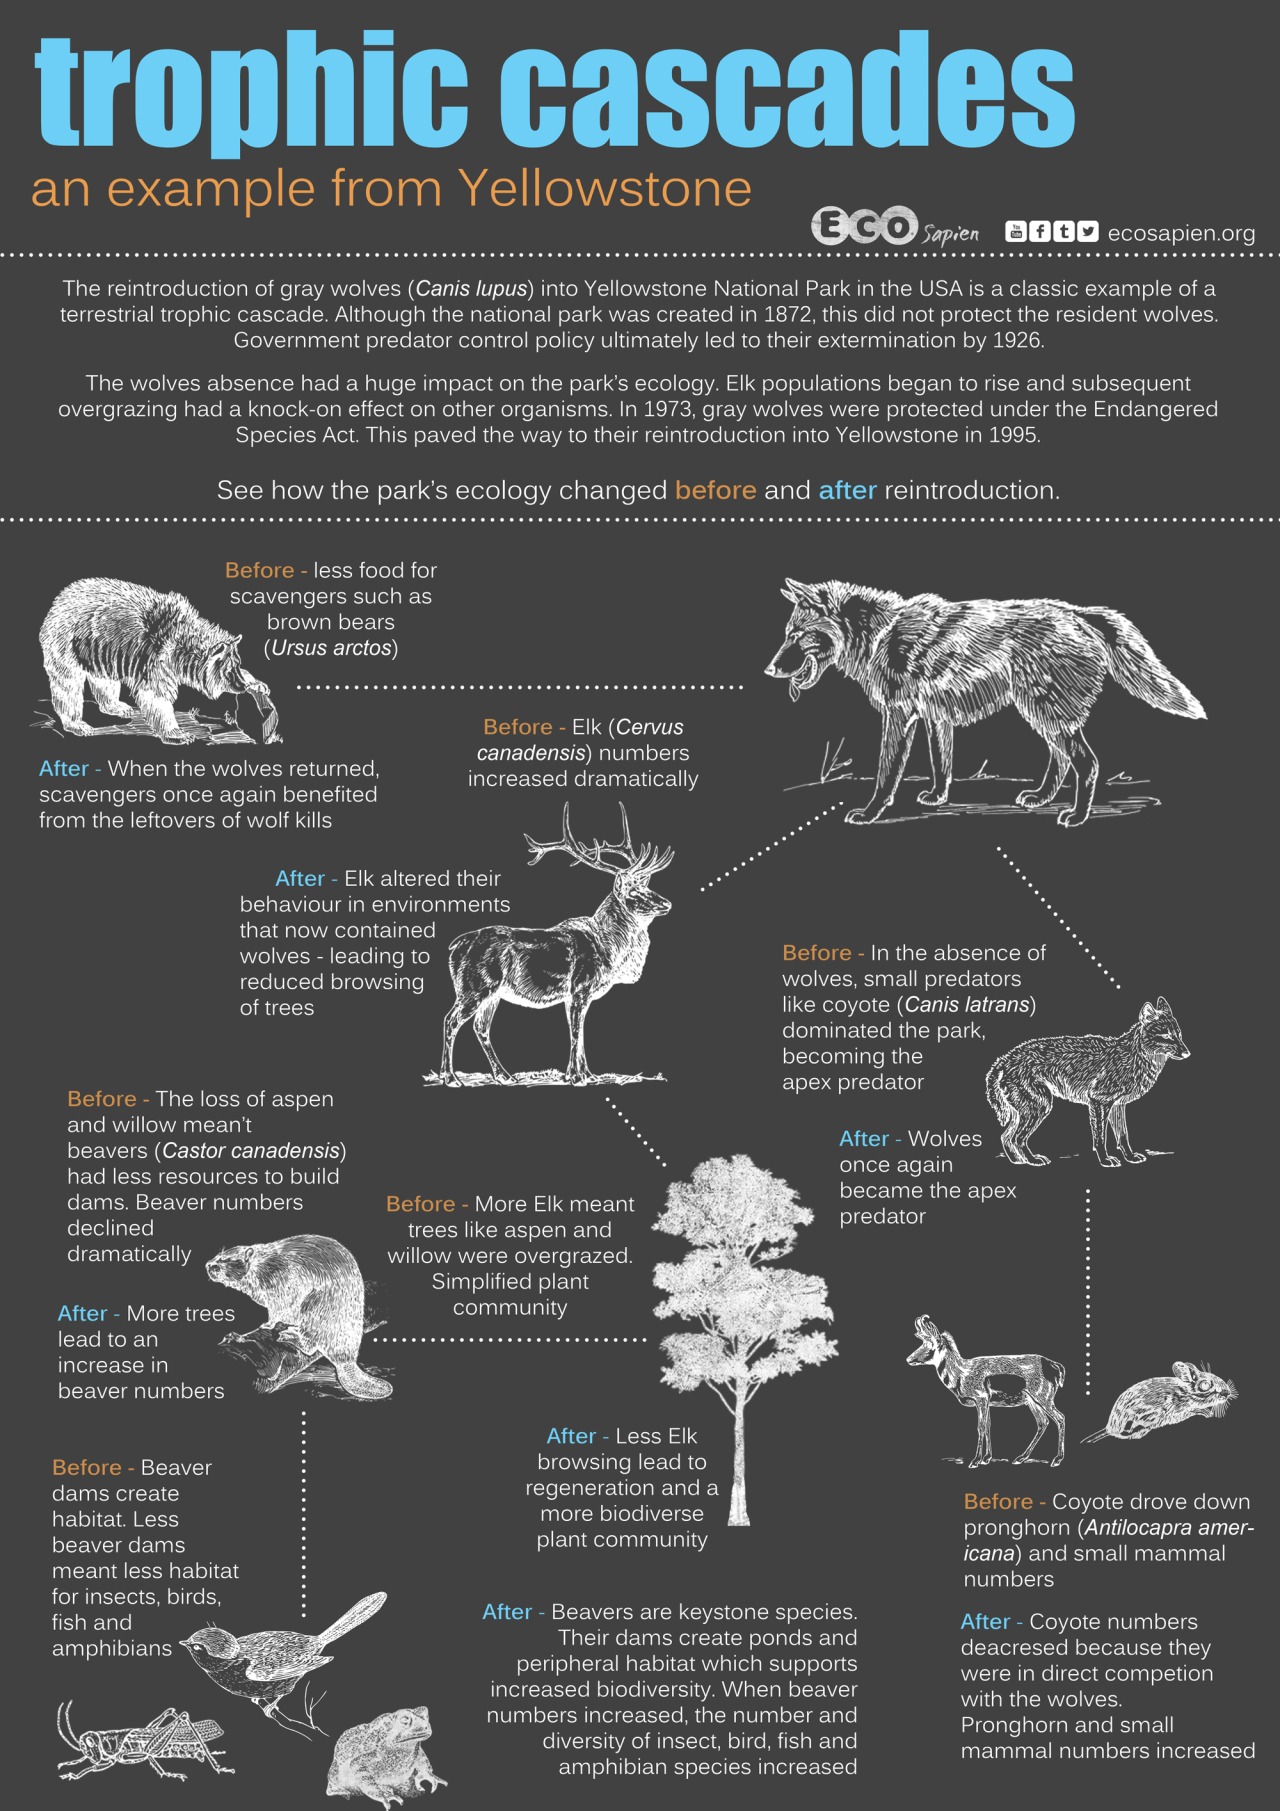 trophic cascades
an example from Yellowstone
ECO Sapien
You Tube f t ecosapien.org
The reintroduction of gray wolves (Canis lupus) into Yellowstone National Park in the USA is a classic example of a
terrestrial trophic cascade. Although the national park was created in 1872, this did not protect the resident wolves.
Government predator control policy ultimately led to their extermination by 1926.
The wolves absence had a huge impact on the park's ecology. Elk populations began to rise and subsequent
overgrazing had a knock-on effect on other organisms. In 1973, gray wolves were protected under the Endangered
Species Act. This paved the way to their reintroduction into Yellowstone in 1995.
See how the park's ecology changed before and after reintroduction.
Before - less food for
scavengers such as
brown bears
(Ursus arctos)
After - When the wolves returned,
scavengers once again benefited
from the leftovers of wolf kills
Before - Elk (Cervus
canadensis) numbers
increased dramatically
After - Elk altered their
behaviour in environments
that now contained
wolves - leading to
reduced browsing
of trees
Before - In the absence of
wolves, small predators
like coyote (Canis latrans)
dominated the park,
becoming the
apex predator
After - Wolves
once again
became the apex
predator
Before - The loss of aspen
and willow mean't
beavers (Castor canadensis)
had less resources to build
dams. Beaver numbers
declined
dramatically
After - More trees
lead to an
increase in
beaver numbers
Before - More Elk meant
trees like aspen and
willow were overgrazed.
Simplified plant
community
After - Less Elk
browsing lead to
regeneration and a
more biodiverse
plant community
Before - Beaver
dams create
habitat. Less
beaver dams
meant less habitat
for insects, birds,
fish and
amphibians
After - Beavers are keystone species.
Their dams create ponds and
peripheral habitat which supports
increased biodiversity. When beaver
numbers increased, the number and
diversity of insect, bird, fish and
amphibian species increased
Before - Coyote drove down
pronghorn (Antilocapra amer-
icana) and small mammal
numbers
After - Coyote numbers
deacresed because they
were in direct competion
with the wolves.
Pronghorn and small
mammal numbers increased